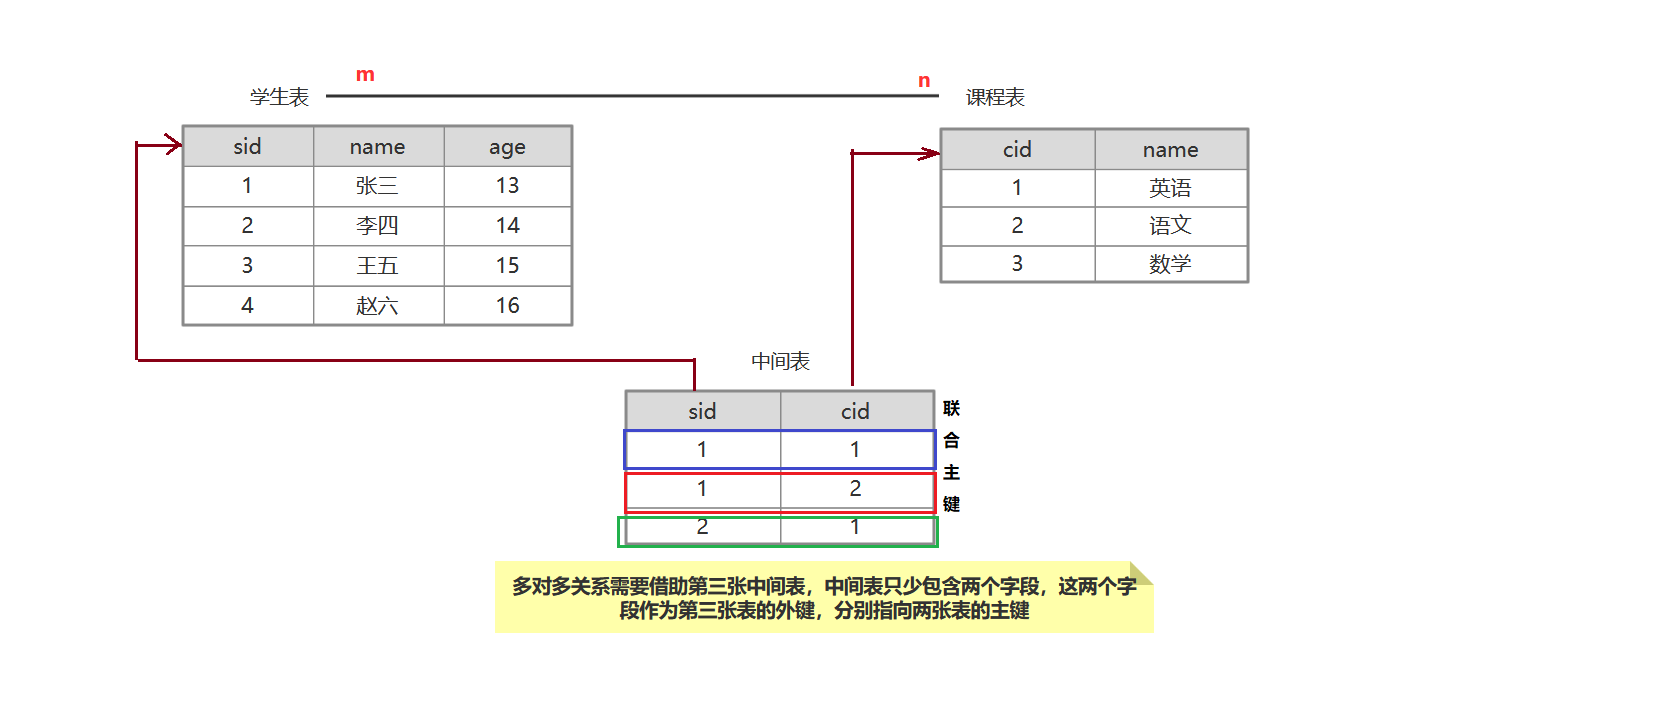 m
n
学生表
课程表
sid name age
1 张三 13
2 李四 14
3 王五 15
4 赵六 16
cid name
1 英语
2 语文
3 数学
中间表
sid cid
1 1
1 2
2 1
联
合
主
键
多对多关系需要借助第三张中间表，中间表只少包含两个字段，这两个字
段作为第三张表的外键，分别指向两张表的主键